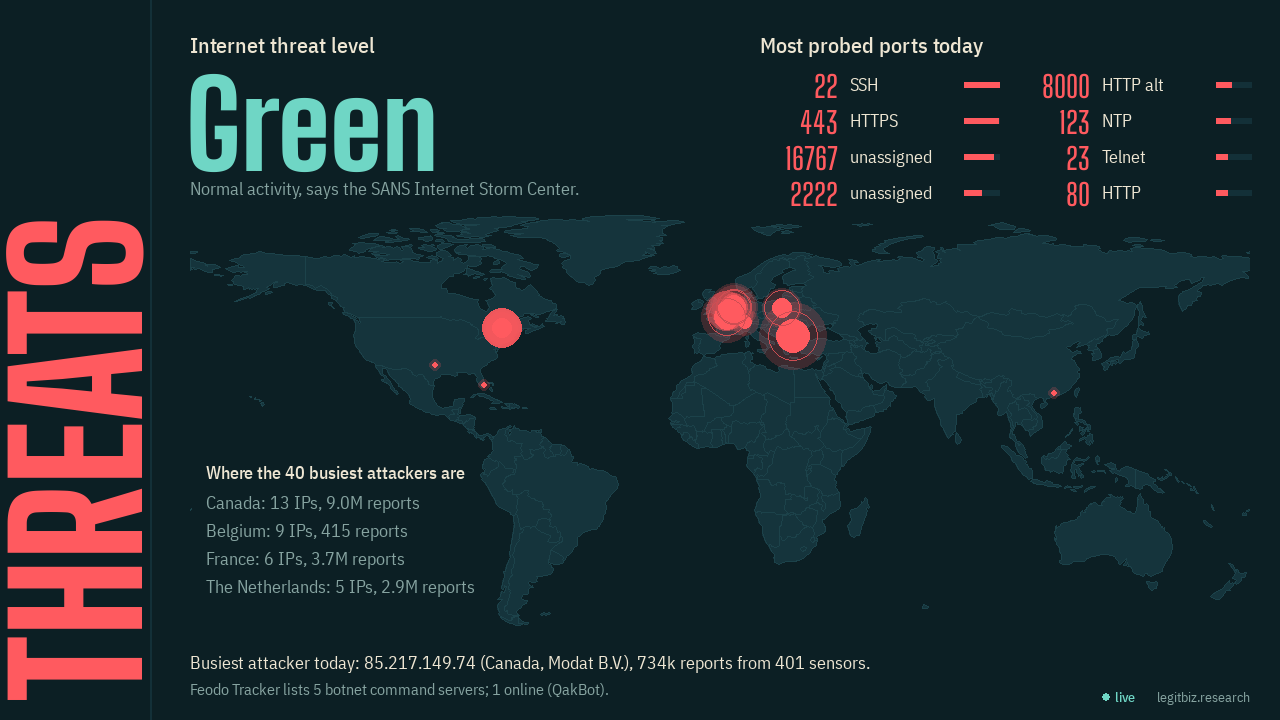 THREATS
Internet threat level
Green
Normal activity, says the SANS Internet Storm Center.
Most probed ports today
22 SSH
443 HTTPS
16767 unassigned
2222 unassigned
8000 HTTP alt
123 NTP
23 Telnet
80 HTTP
Where the 40 busiest attackers are
Canada: 13 IPs, 9.0M reports
Belgium: 9 IPs, 415 reports
France: 6 IPs, 3.7M reports
The Netherlands: 5 IPs, 2.9M reports
Busiest attacker today: 85.217.149.74 (Canada, Modat B.V.), 734k reports from 401 sensors.
Feodo Tracker lists 5 botnet command servers; 1 online (QakBot).
live
legitbiz.research